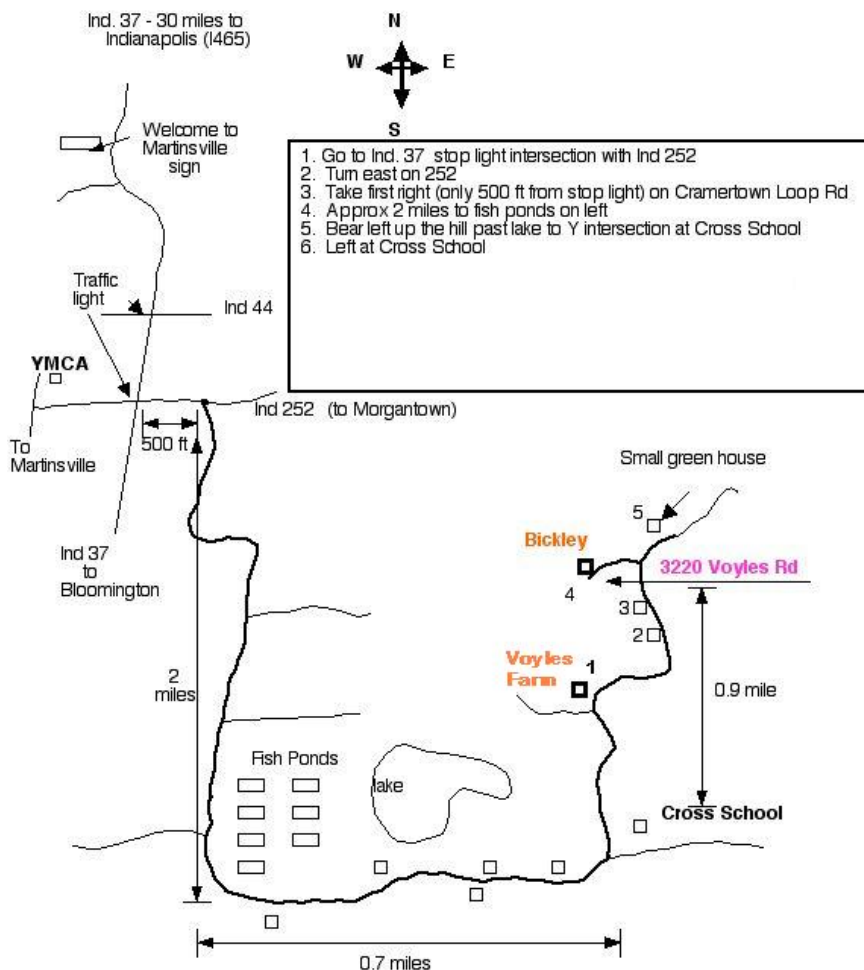 Ind. 37 - 30 miles to
Indianapolis (I465)
N
W E
S
Welcome to
Martinsville
sign
1. Go to Ind. 37 stop light intersection with Ind 252
2. Turn east on 252
3. Take first right (only 500 ft from stop light) on Cramertown Loop Rd
4. Approx 2 miles to fish ponds on left
5. Bear left up the hill past lake to Y intersection at Cross School
6. Left at Cross School
Traffic
light
Ind 44
YMCA
Ind 252 (to Morgantown)
500 ft
To
Martinsville
Small green house
5
Ind 37
to
Bloomington
Bickley
3220 Voyles Rd
4
3
2
Voyles
Farm
1
2
miles
0.9 mile
Fish Ponds
lake
Cross School
0.7 miles